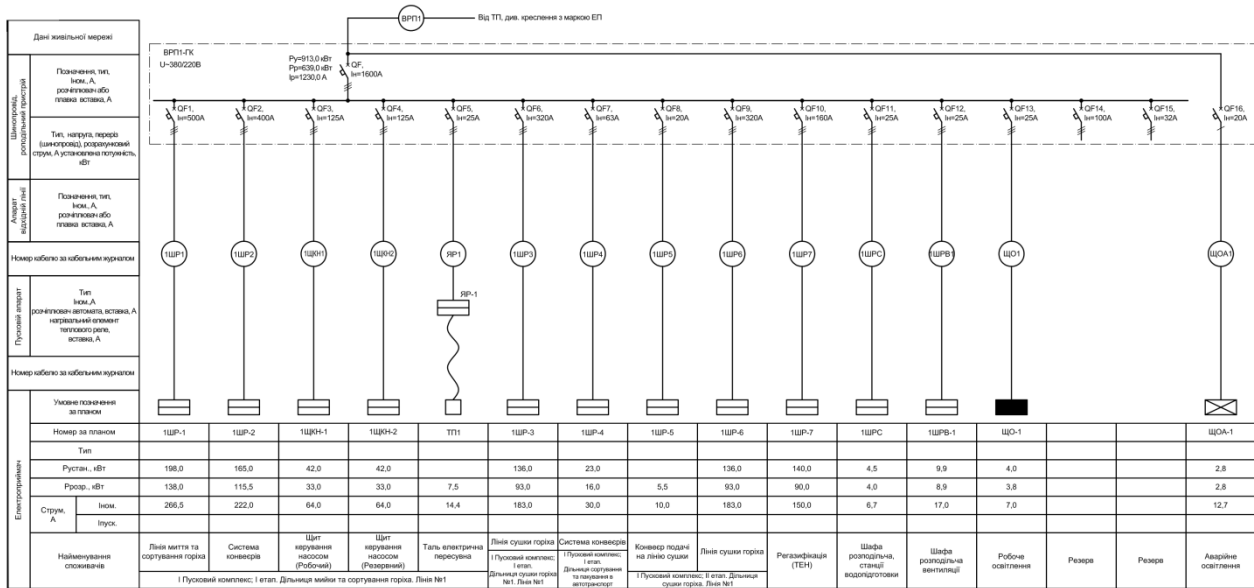 ВРП1
Від ТП, див. креслення з маркою ЕП
Дані живильної мережі
ВРП1-ГК
U~380/220В
Ру=913,0 кВт
Рр=639,0 кВт
Ір=1230,0 А
QF,
Ін=1600А
Шинопровід,
роподільний пристрій
Позначення, тип,
Іном., А,
розчіплювач або
плавка вставка, А
QF1,
Ін=500А
QF2,
Ін=400А
QF3,
Ін=125А
QF4,
Ін=125А
QF5,
Ін=25А
QF6,
Ін=320А
QF7,
Ін=63А
QF8,
Ін=20А
QF9,
Ін=320А
QF10,
Ін=160А
QF11,
Ін=25А
QF12,
Ін=25А
QF13,
Ін=25А
QF14,
Ін=100А
QF15,
Ін=32А
QF16,
Ін=20А
Тип, напруга, переріз
(шинопровід), розрахунковий
струм, А установлена потужність,
кВт
Апарат
відхідній лінії
Позначення, тип,
Іном., А,
розчіплювач або
плавка вставка, А
Номер кабелю за кабельним журналом
1ШР1 1ШР2 1ЩКН1 1ЩКН2 ЯР1 1ШР3 1ШР4 1ШР5 1ШР6 1ШР7 1ШРС 1ШРВ1 ЩО1 ЩОА1
Пусковій апарат
Тип
Іном.,А
розчіплювач автомата, вставка, А
нагрівальний елемент
теплового реле,
вставка, А
ЯР-1
Номер кабелю за кабельним журналом
Електроприймач
Умовне позначення
за планом
Номер за планом 1ШР-1 1ШР-2 1ЩКН-1 1ЩКН-2 ТП1 1ШР-3 1ШР-4 1ШР-5 1ШР-6 1ШР-7 1ШРС 1ШРВ-1 ЩО-1 ЩОА-1
Тип
Рустан., кВт 198,0 165,0 42,0 42,0 136,0 23,0 136,0 140,0 4,5 9,9 4,0 2,8
Ррозр., кВт 138,0 115,5 33,0 33,0 7,5 93,0 16,0 5,5 93,0 90,0 4,0 8,9 3,8 2,8
Струм,
А
Іном. 266,5 222,0 64,0 64,0 14,4 183,0 30,0 10,0 183,0 150,0 6,7 17,0 7,0 12,7
Іпуск.
Найменування
споживачів
Лінія миття та
сортування горіха
Система
конвеєрів
Щит
керування
насосом
(Робочий)
Щит
керування
насосом
(Резервний)
Таль електрична
пересувна
І Пусковий комплекс; І етап. Дільниця мийки та сортування горіха. Лінія №1
Лінія сушки горіха
І Пусковий комплекс;
І етап.
Дільниця сушки горіха
№1. Лінія №1
Система конвеєрів
І Пусковий комплекс;
І етап.
Дільниця сортування
та пакування в
автотранспорт
Конвеєр подачі
на лінію сушки
Лінія сушки горіха
І Пусковий комплекс; ІІ етап. Дільниця
сушки горіха. Лінія №1
Регазифікація
(ТЕН)
Шафа
розподільча,
станції
водопідготовки
Шафа
розподільча
вентиляції
Робоче
освітлення
Резерв
Резерв
Аварійне
освітлення